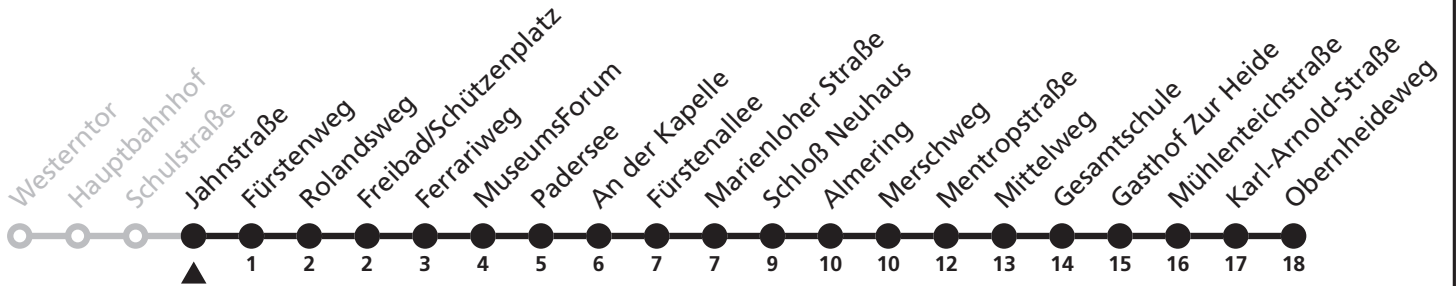 Westerntor
Hauptbahnhof
Schulstraße
Jahnstraße
Fürstenweg
Rolandsweg
Freibad/Schützenplatz
Ferrariweg
MuseumsForum
Padersee
An der Kapelle
Fürstenallee
Marienloher Straße
Schloß Neuhaus
Almering
Merschweg
Mentropstraße
Mittelweg
Gesamtschule
Gasthof Zur Heide
Mühlenteichstraße
Karl-Arnold-Straße
Obernheideweg
1 2 2 3 4 5 6 7 7 9 10 10 12 13 14 15 16 17 18